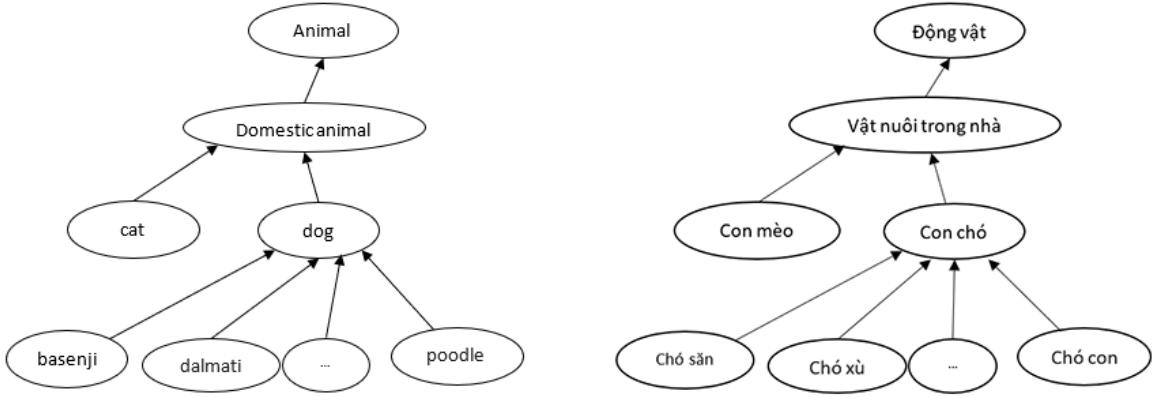 Animal
Domestic animal
cat
dog
basenji
dalmati
...
poodle
Động vật
Vật nuôi trong nhà
Con mèo
Con chó
Chó săn
Chó xù
...
Chó con